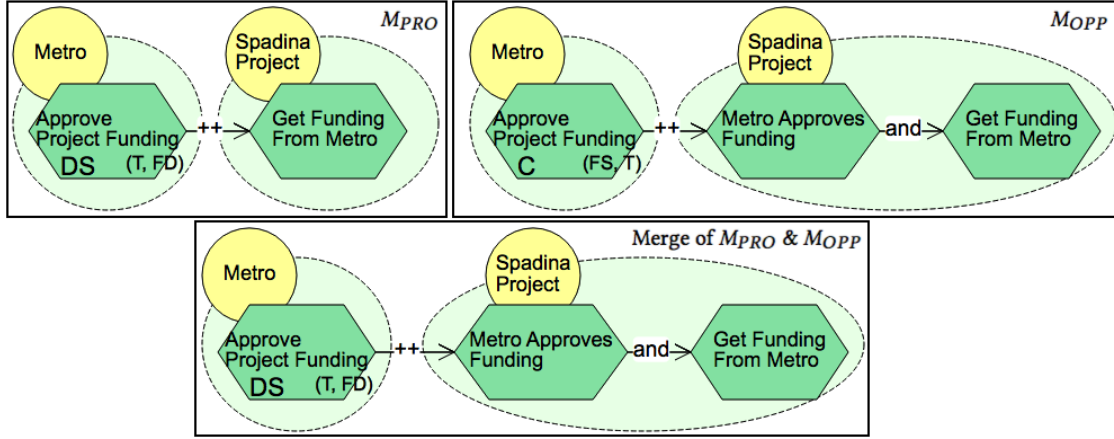 M_PRO
Metro
Spadina
Project
Approve
Project Funding
DS (T, FD)
++
Get Funding
From Metro
M_OPP
Metro
Spadina
Project
Approve
Project Funding
C (FS, T)
++
Metro Approves
Funding
and
Get Funding
From Metro
Merge of M_PRO & M_OPP
Metro
Spadina
Project
Approve
Project Funding
DS (T, FD)
++
Metro Approves
Funding
and
Get Funding
From Metro